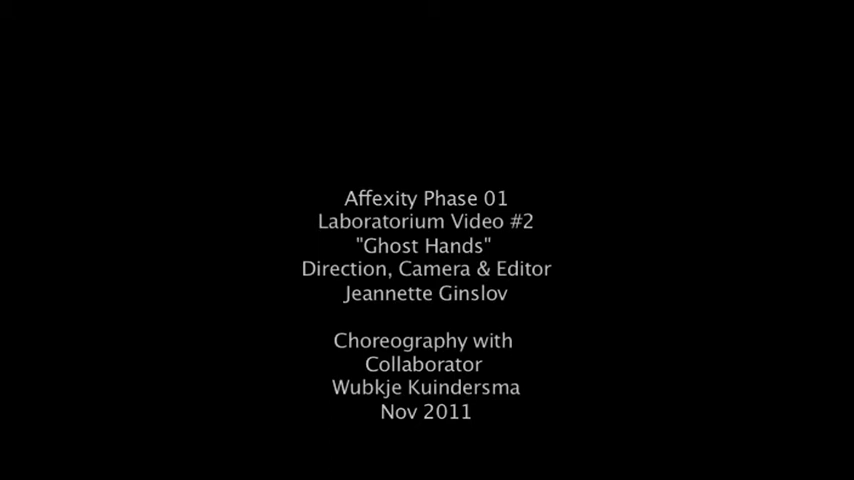 Affexity Phase 01
Laboratorium Video #2
"Ghost Hands"
Direction, Camera & Editor
Jeannette Ginslov
Choreography with
Collaborator
Wubkje Kuindersma
Nov 2011